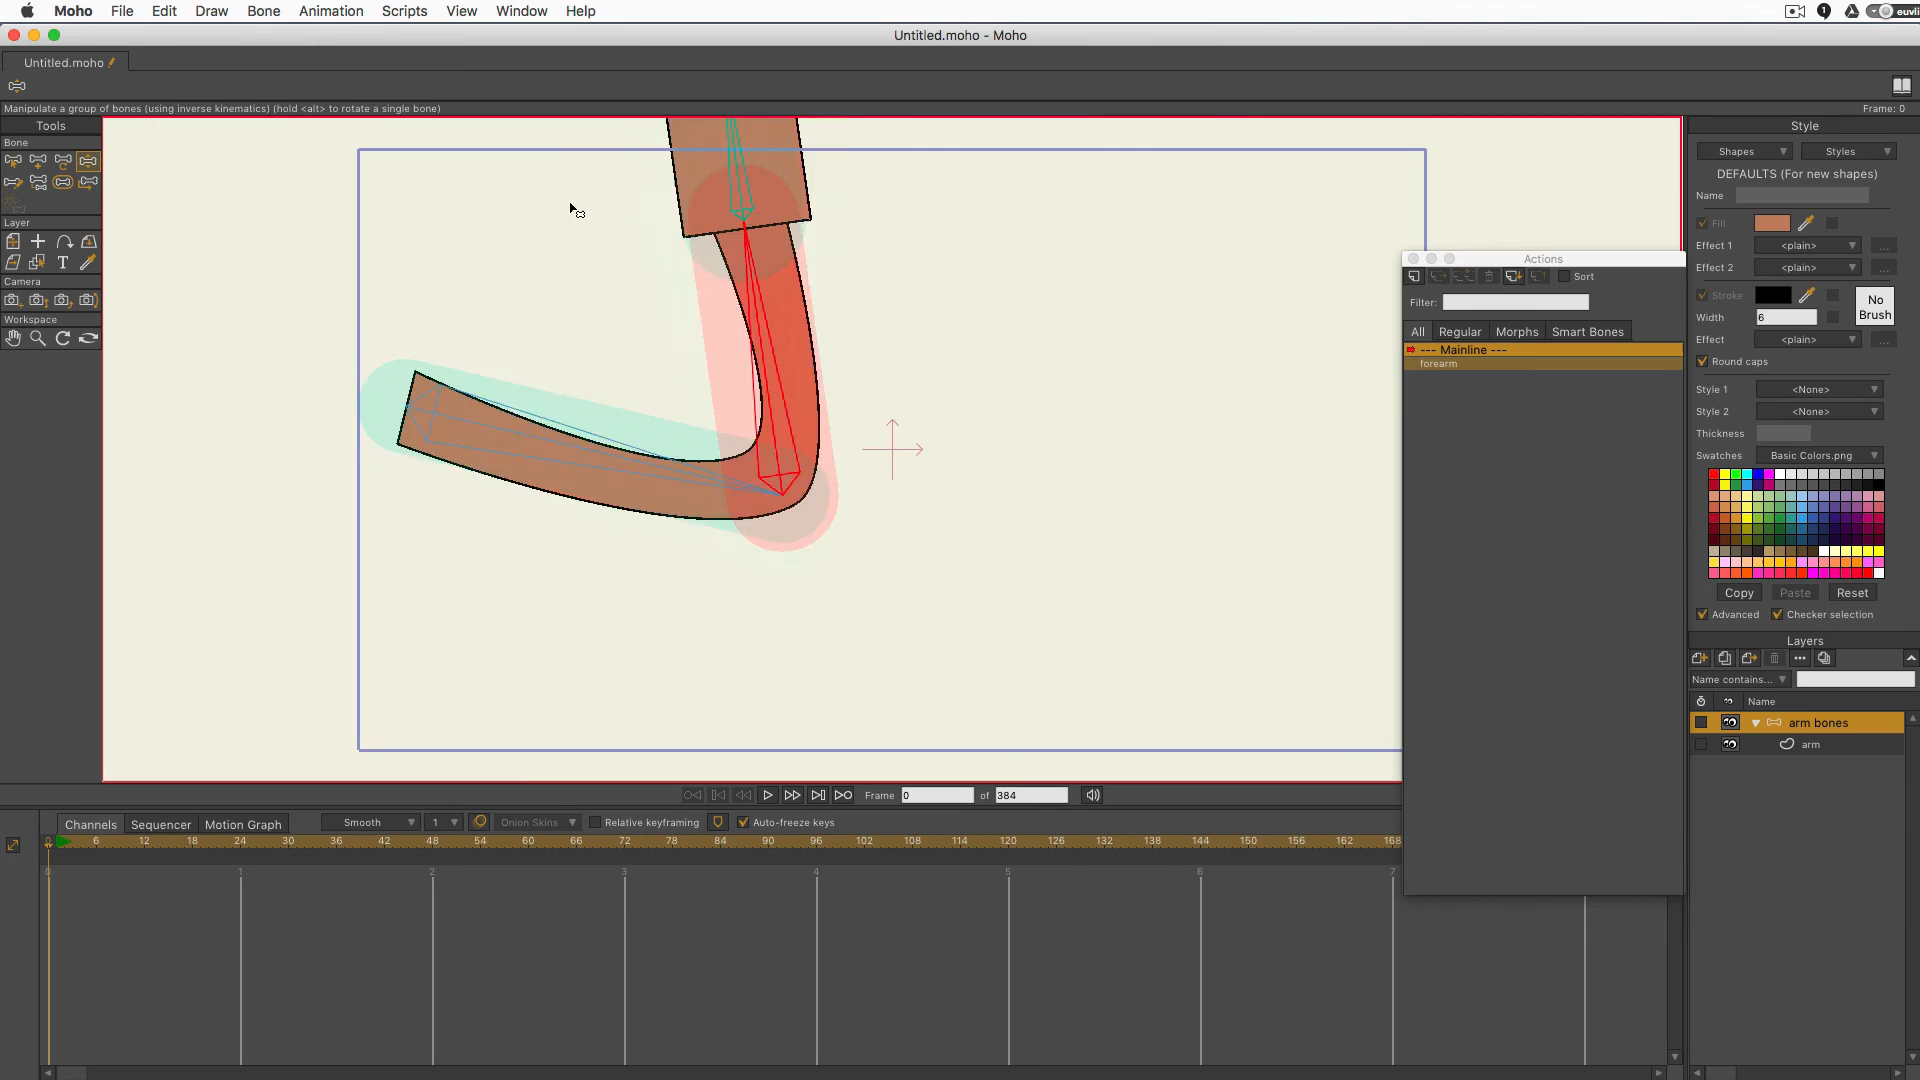 Moho File Edit Draw Bone Animation Scripts View Window Help
Untitled.moho - Moho
Untitled.moho
Manipulate a group of bones (using inverse kinematics) (hold <alt> to rotate a single bone)
Frame: 0
Tools
Bone
Layer
T
Camera
Workspace
Style
Shapes Styles
DEFAULTS (For new shapes)
Name
Fill
Effect 1 <plain> ...
Effect 2 <plain> ...
Stroke
No Brush
Width 6
Effect <plain> ...
Round caps
Style 1 <None>
Style 2 <None>
Thickness
Swatches Basic Colors.png
Copy Paste Reset
Advanced Checker selection
Actions
Sort
Filter:
All Regular Morphs Smart Bones
--- Mainline ---
forearm
Layers
Name contains...
Name
arm bones
arm
Frame 0 of 384
Channels Sequencer Motion Graph Smooth 1 Onion Skins Relative keyframing Auto-freeze keys
0 6 12 18 24 30 36 42 48 54 60 66 72 78 84 90 96 102 108 114 120 126 132 138 144 150 156 162 168
0 1 2 3 4 5 6 7